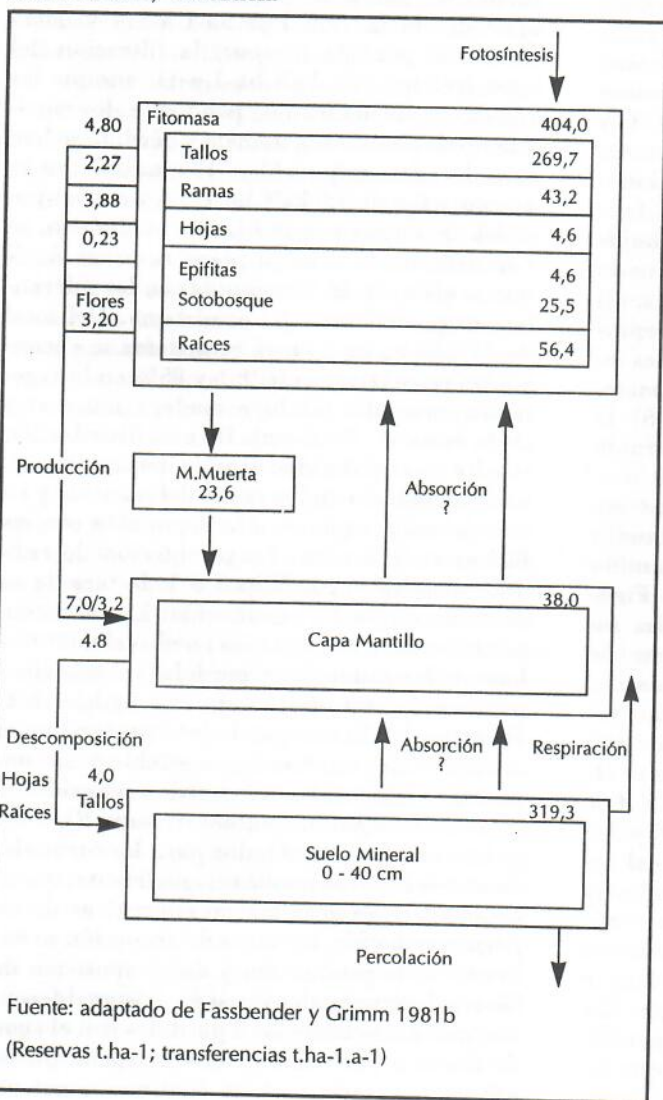 Fotosíntesis
4,80 Fitomasa 404,0
2,27 Tallos 269,7
3,88 Ramas 43,2
0,23 Hojas 4,6
Epifitas 4,6
Flores Sotobosque 25,5
3,20
Raíces 56,4
Producción
M.Muerta
23,6
Absorción
?
7,0/3,2 38,0
4.8 Capa Mantillo
Descomposición
Absorción
?
Respiración
Hojas 4,0
Raíces Tallos
319,3
Suelo Mineral
0 - 40 cm
Percolación
Fuente: adaptado de Fassbender y Grimm 1981b
(Reservas t.ha-1; transferencias t.ha-1.a-1)